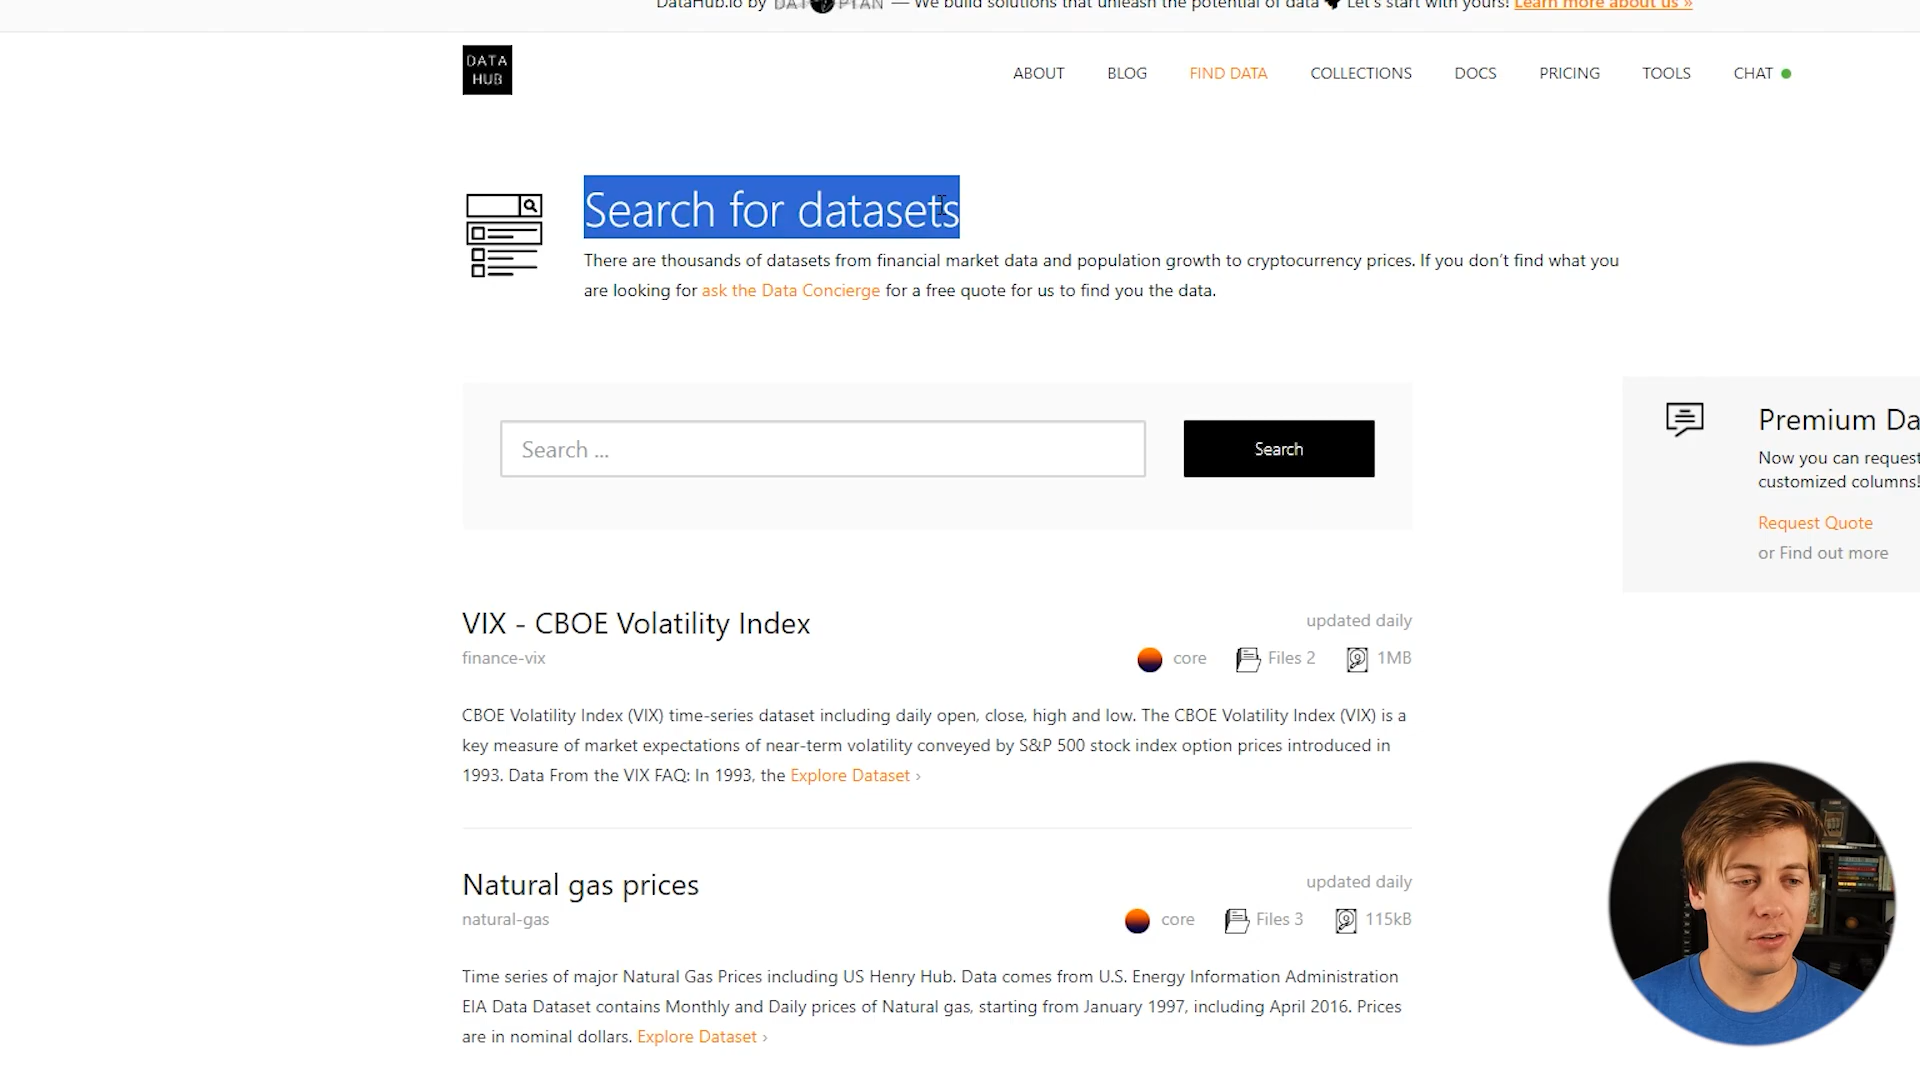 DataHub.io by DATOPIAN — We build solutions that unleash the potential of data Let's start with yours! Learn more about us »
DATA
HUB
ABOUT BLOG FIND DATA COLLECTIONS DOCS PRICING TOOLS CHAT
Search for datasets
There are thousands of datasets from financial market data and population growth to cryptocurrency prices. If you don’t find what you
are looking for ask the Data Concierge for a free quote for us to find you the data.
Search ...
Search
Premium Da
Now you can request
customized columns!
Request Quote
or Find out more
VIX - CBOE Volatility Index
updated daily
finance-vix
core Files 2 1MB
CBOE Volatility Index (VIX) time-series dataset including daily open, close, high and low. The CBOE Volatility Index (VIX) is a
key measure of market expectations of near-term volatility conveyed by S&P 500 stock index option prices introduced in
1993. Data From the VIX FAQ: In 1993, the Explore Dataset ›
Natural gas prices
updated daily
natural-gas
core Files 3 115kB
Time series of major Natural Gas Prices including US Henry Hub. Data comes from U.S. Energy Information Administration
EIA Data Dataset contains Monthly and Daily prices of Natural gas, starting from January 1997, including April 2016. Prices
are in nominal dollars. Explore Dataset ›